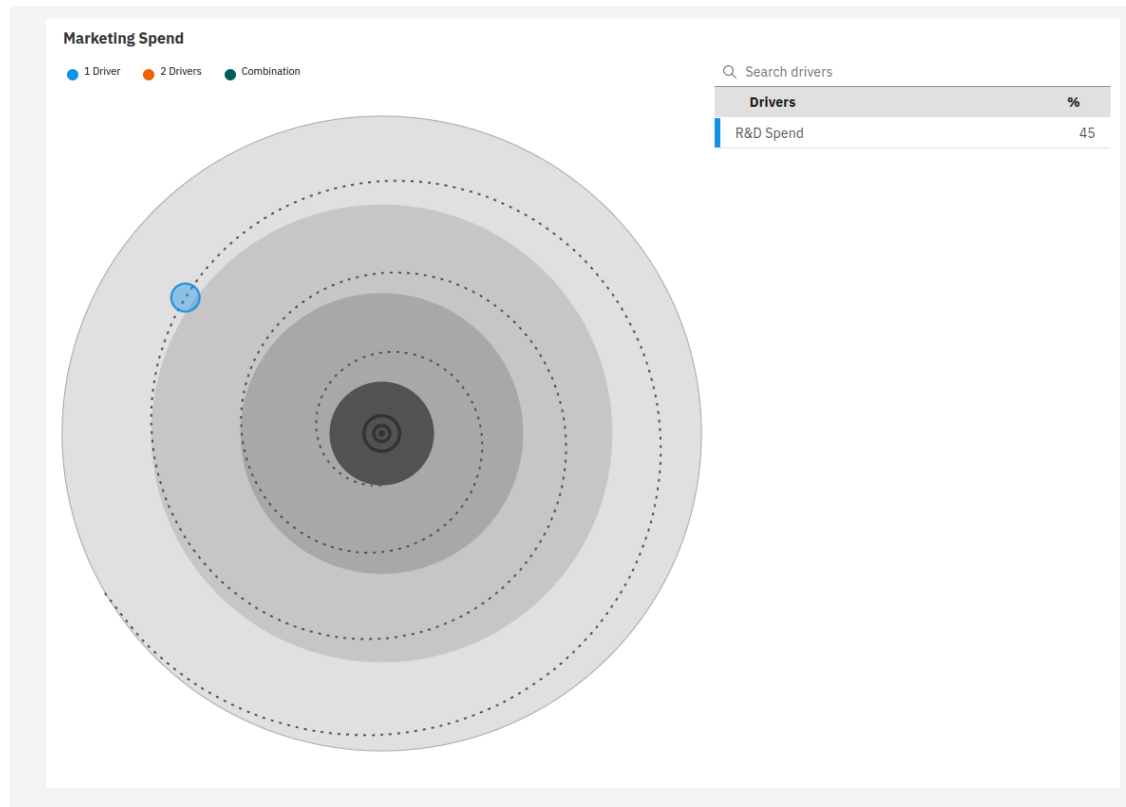 Marketing Spend
1 Driver 2 Drivers Combination
Search drivers
Drivers %
R&D Spend 45